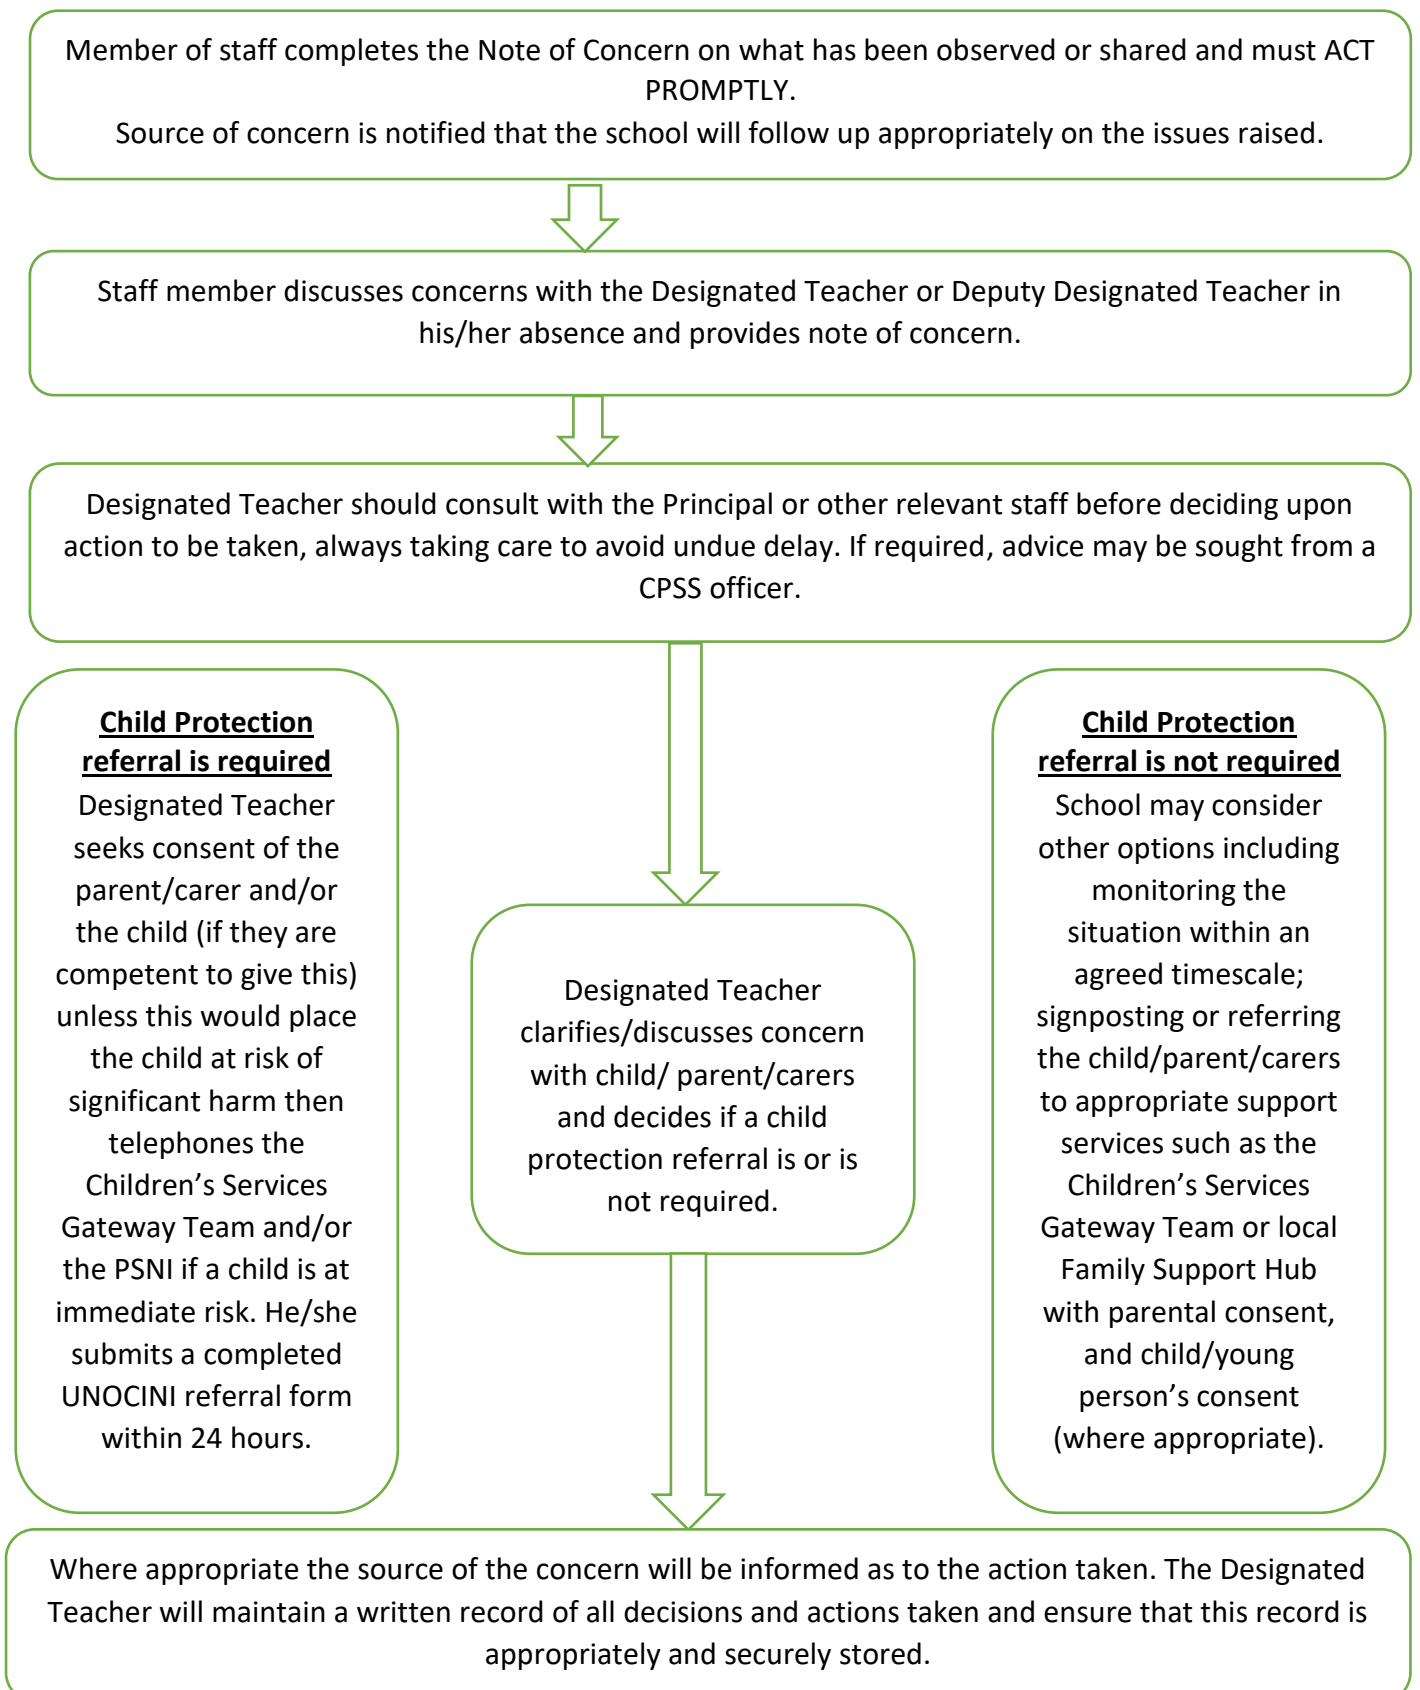 Member of staff completes the Note of Concern on what has been observed or shared and must ACT
PROMPTLY.
Source of concern is notified that the school will follow up appropriately on the issues raised.
Staff member discusses concerns with the Designated Teacher or Deputy Designated Teacher in
his/her absence and provides note of concern.
Designated Teacher should consult with the Principal or other relevant staff before deciding upon
action to be taken, always taking care to avoid undue delay. If required, advice may be sought from a
CPSS officer.
Child Protection
referral is required
Designated Teacher
seeks consent of the
parent/carer and/or
the child (if they are
competent to give this)
unless this would place
the child at risk of
significant harm then
telephones the
Children’s Services
Gateway Team and/or
the PSNI if a child is at
immediate risk. He/she
submits a completed
UNOCINI referral form
within 24 hours.
Designated Teacher
clarifies/discusses concern
with child/ parent/carers
and decides if a child
protection referral is or is
not required.
Child Protection
referral is not required
School may consider
other options including
monitoring the
situation within an
agreed timescale;
signposting or referring
the child/parent/carers
to appropriate support
services such as the
Children’s Services
Gateway Team or local
Family Support Hub
with parental consent,
and child/young
person’s consent
(where appropriate).
Where appropriate the source of the concern will be informed as to the action taken. The Designated
Teacher will maintain a written record of all decisions and actions taken and ensure that this record is
appropriately and securely stored.